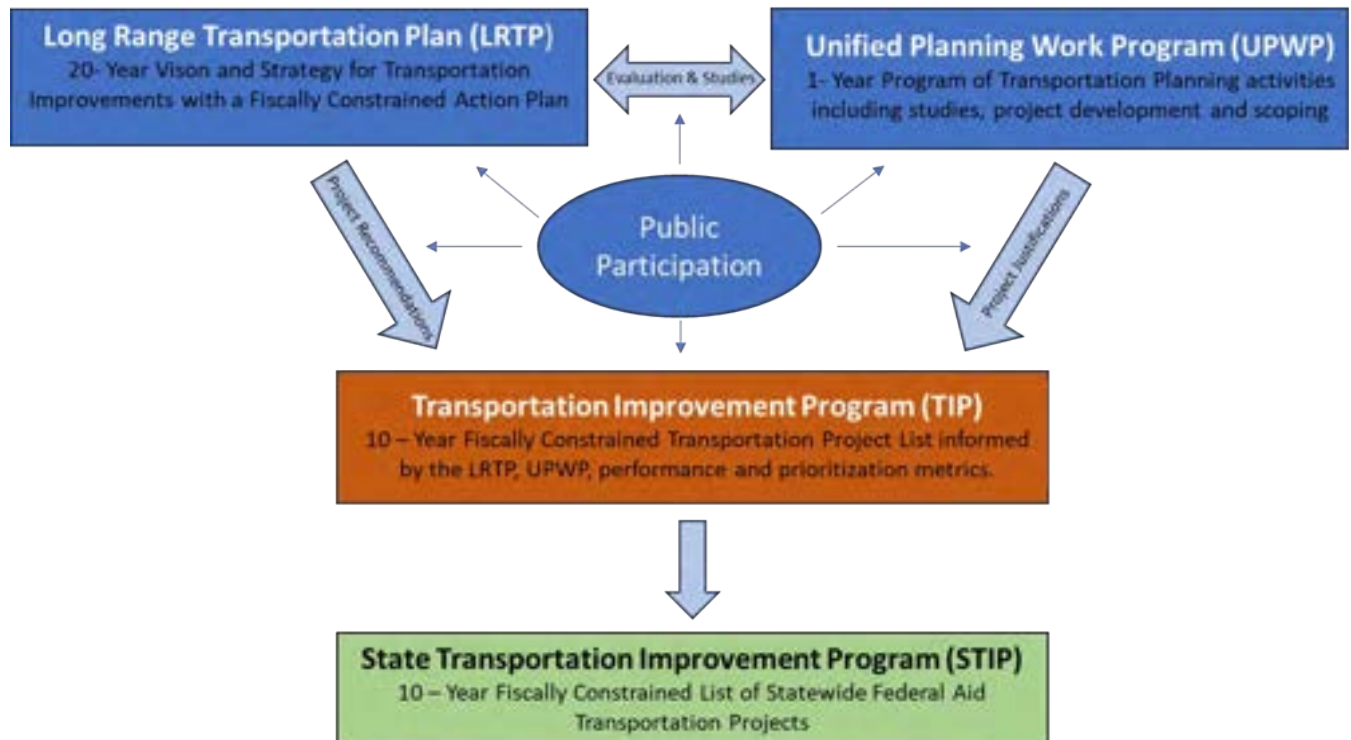 Long Range Transportation Plan (LRTP)
20- Year Vison and Strategy for Transportation
Improvements with a Fiscally Constrained Action Plan
Evaluation & Studies
Unified Planning Work Program (UPWP)
1- Year Program of Transportation Planning activities
including studies, project development and scoping
Project Recommendations
Public
Participation
Project Justifications
Transportation Improvement Program (TIP)
10 – Year Fiscally Constrained Transportation Project List informed
by the LRTP, UPWP, performance and prioritization metrics.
State Transportation Improvement Program (STIP)
10 – Year Fiscally Constrained List of Statewide Federal Aid
Transportation Projects